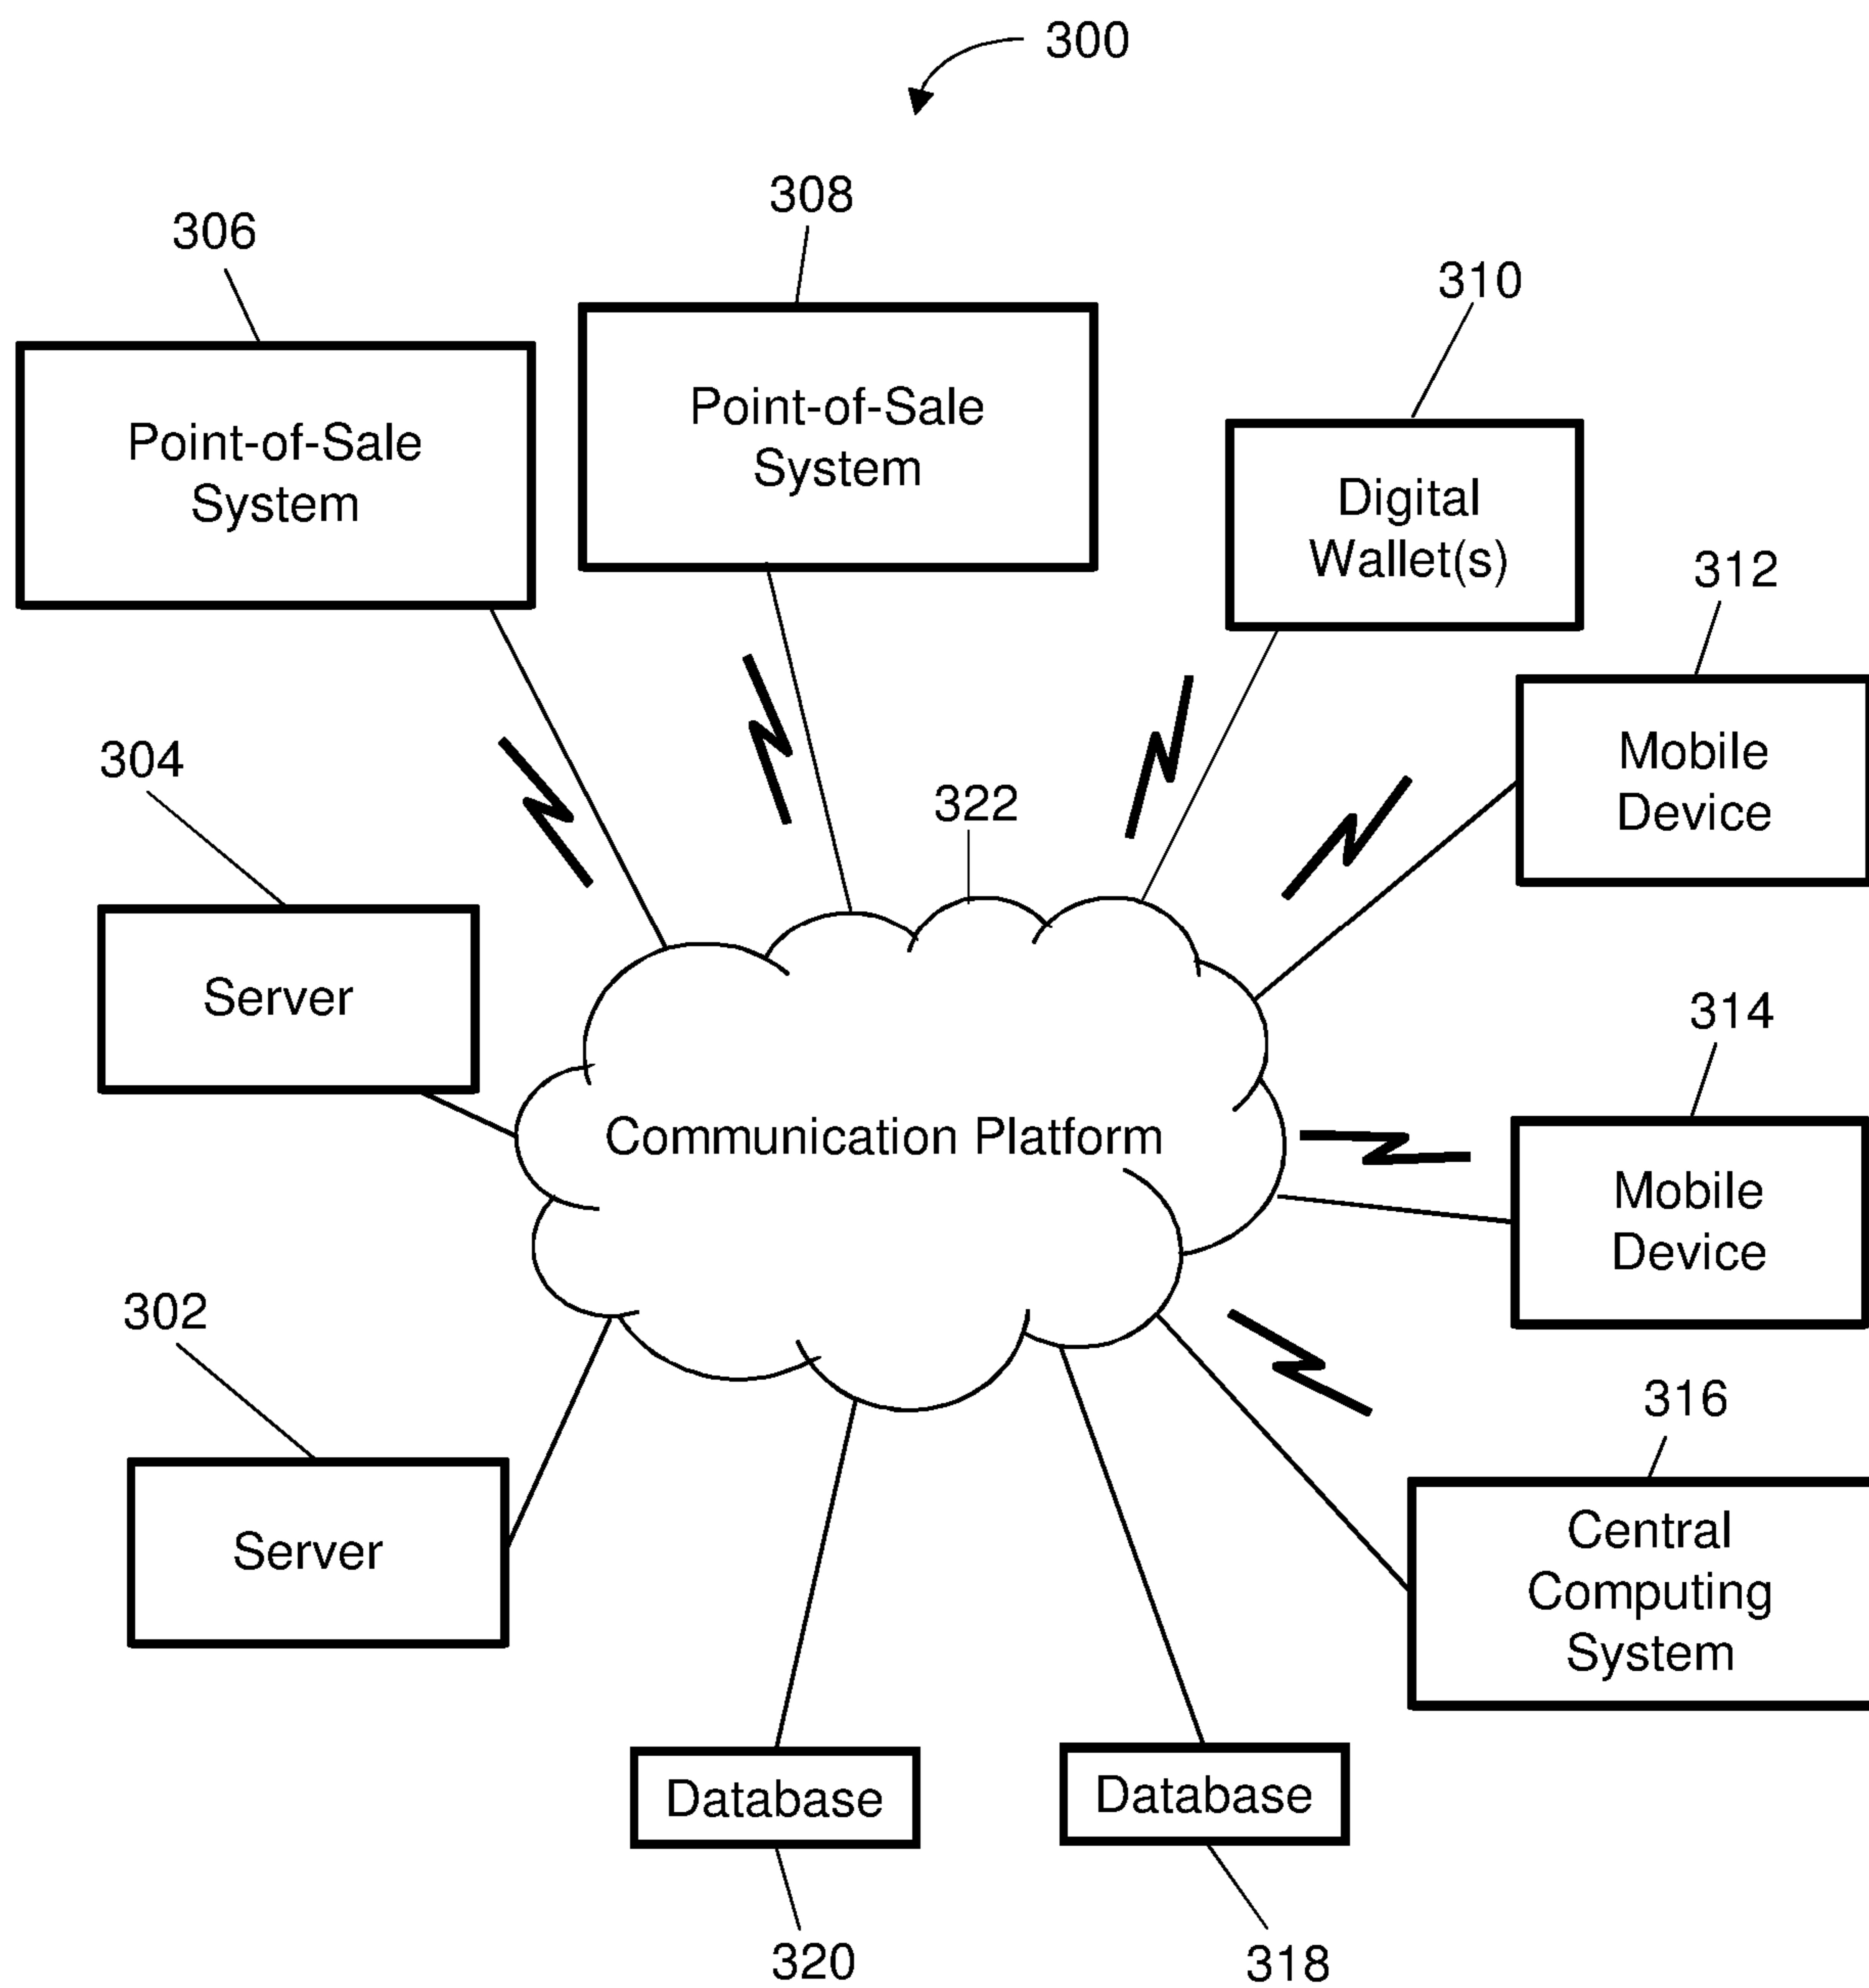 300
308
306
310
Point-of-Sale
System
Point-of-Sale
System
Digital
Wallet(s)
312
Mobile
Device
304
322
Server
314
Communication Platform
Mobile
Device
302
316
Server
Central
Computing
System
Database
Database
320
318